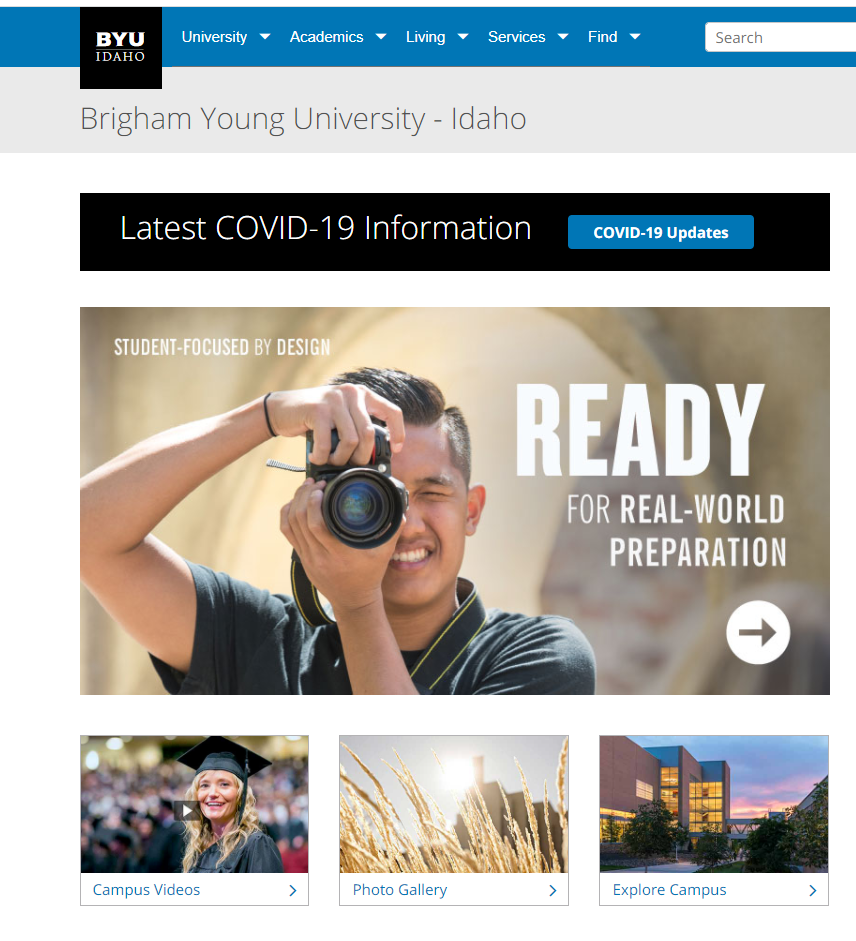 BYU
IDAHO
University
Academics
Living
Services
Find
Search
Brigham Young University - Idaho
Latest COVID-19 Information
COVID-19 Updates
STUDENT-FOCUSED BY DESIGN
READY
FOR REAL-WORLD
PREPARATION
Campus Videos
Photo Gallery
Explore Campus